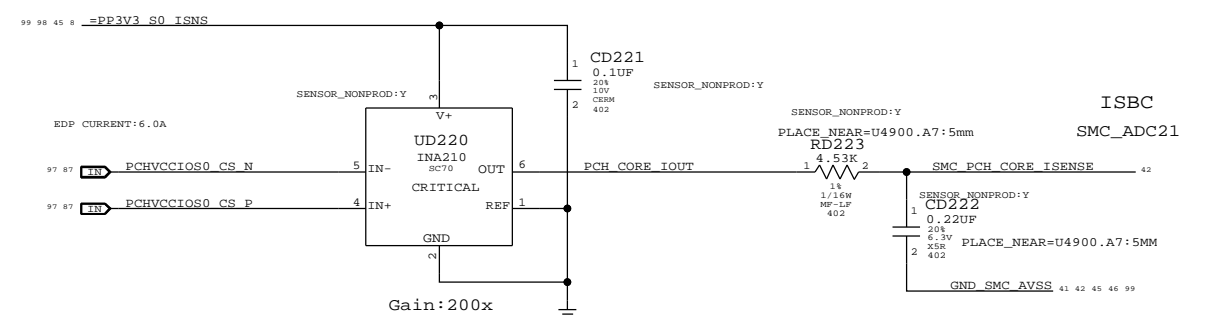 99 98 45 8 =PP3V3_S0_ISNS
CD221
1
0.1UF
20%
10V
CERM
402
2
SENSOR_NONPROD:Y
SENSOR_NONPROD:Y
3
V+
EDP CURRENT:6.0A
UD220
INA210
SC70
CRITICAL
97 87 IN PCHVCCIOS0_CS_N 5 IN-
97 87 IN PCHVCCIOS0_CS_P 4 IN+
OUT 6 PCH_CORE_IOUT
REF 1
GND
2
Gain:200x
SENSOR_NONPROD:Y
PLACE_NEAR=U4900.A7:5mm
RD223
4.53K
1 2
1%
1/16W
MF-LF
402
ISBC
SMC_ADC21
SMC_PCH_CORE_ISENSE 42
SENSOR_NONPROD:Y
CD222
1
0.22UF
20%
6.3V
X5R
402
2
PLACE_NEAR=U4900.A7:5MM
GND_SMC_AVSS 41 42 45 46 99